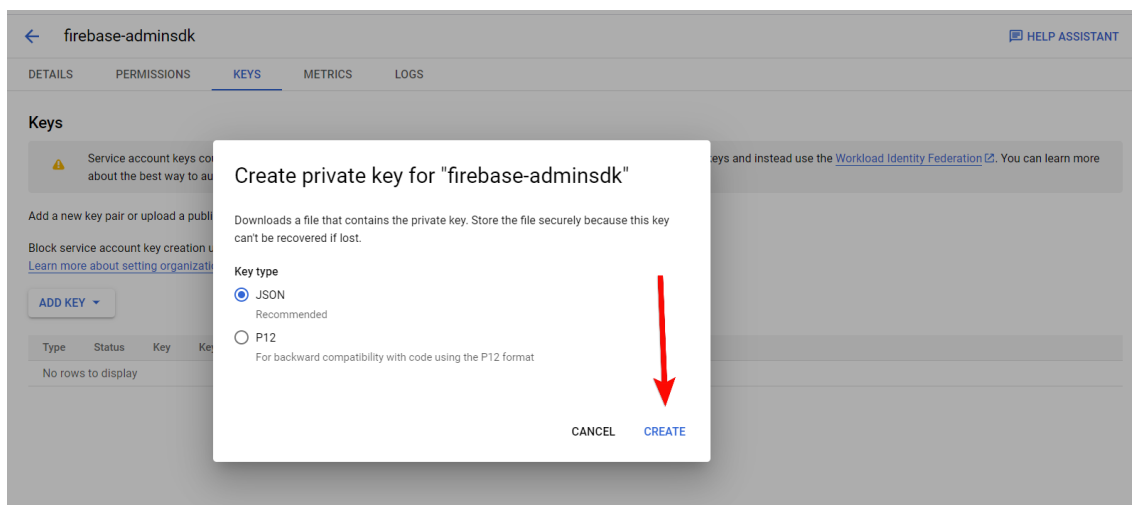 firebase-adminsdk
HELP ASSISTANT
DETAILS PERMISSIONS KEYS METRICS LOGS
Keys
Service account keys cou
eys and instead use the Workload Identity Federation. You can learn more
about the best way to au
Add a new key pair or upload a publi
Block service account key creation u
Learn more about setting organizati
ADD KEY
Type Status Key Key
No rows to display
Create private key for "firebase-adminsdk"
Downloads a file that contains the private key. Store the file securely because this key
can't be recovered if lost.
Key type
JSON
Recommended
P12
For backward compatibility with code using the P12 format
CANCEL CREATE